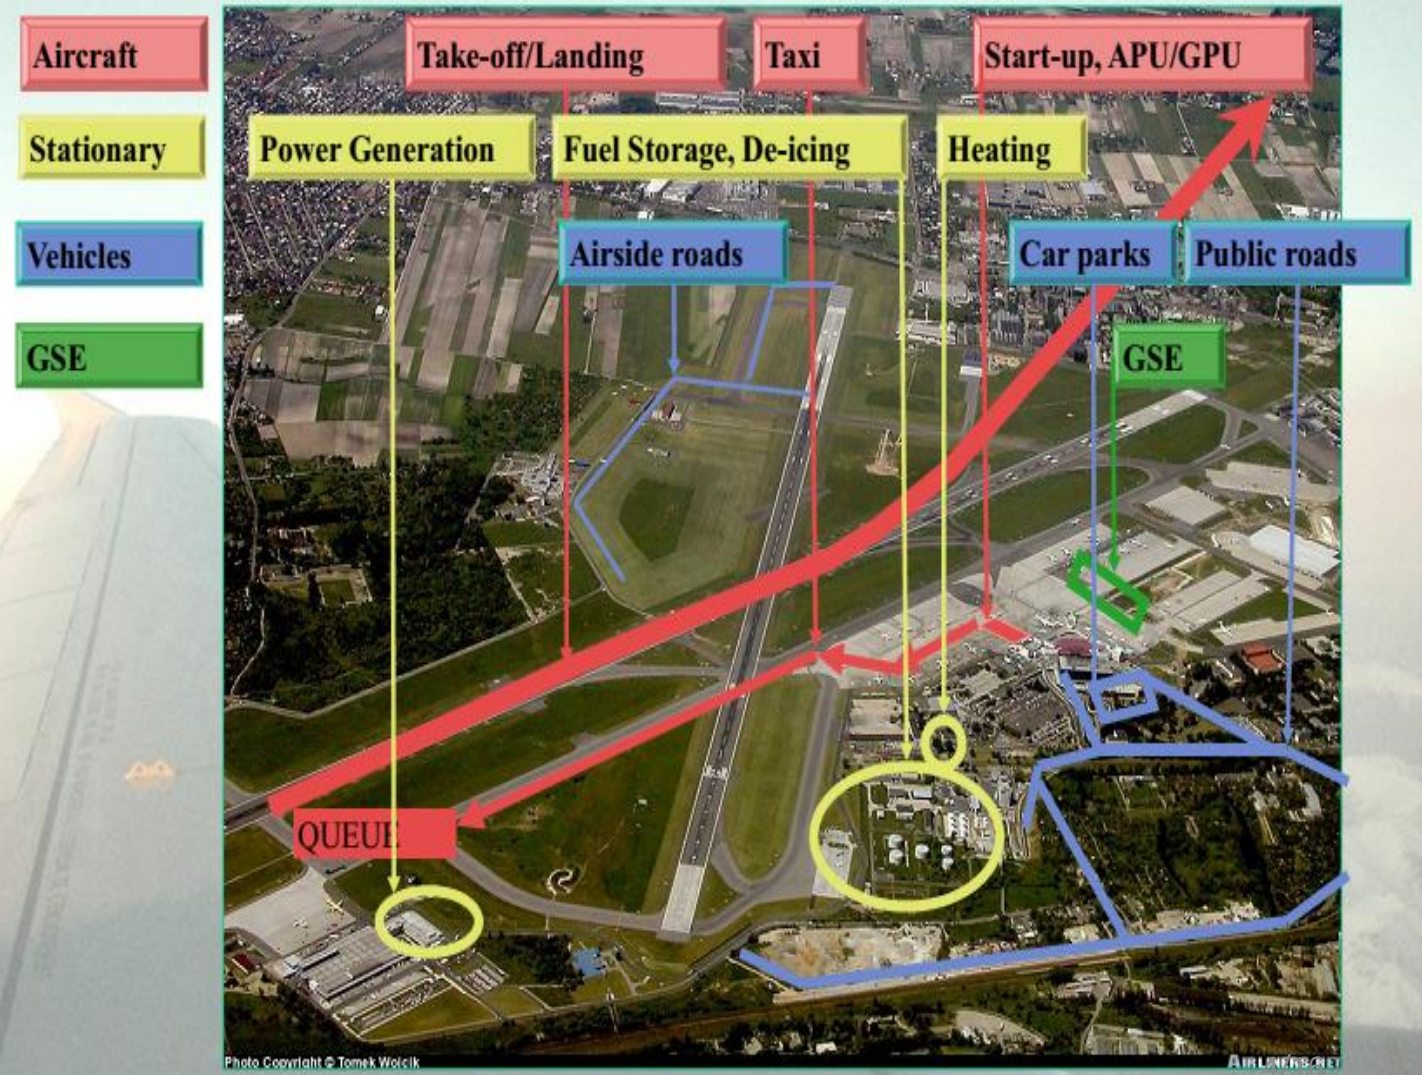 Aircraft
Take-off/Landing
Taxi
Start-up, APU/GPU
Stationary
Power Generation
Fuel Storage, De-icing
Heating
Vehicles
Airside roads
Car parks
Public roads
GSE
GSE
QUEUE
Photo Copyright © Tomek Wolcik
AIRLINERS.NET